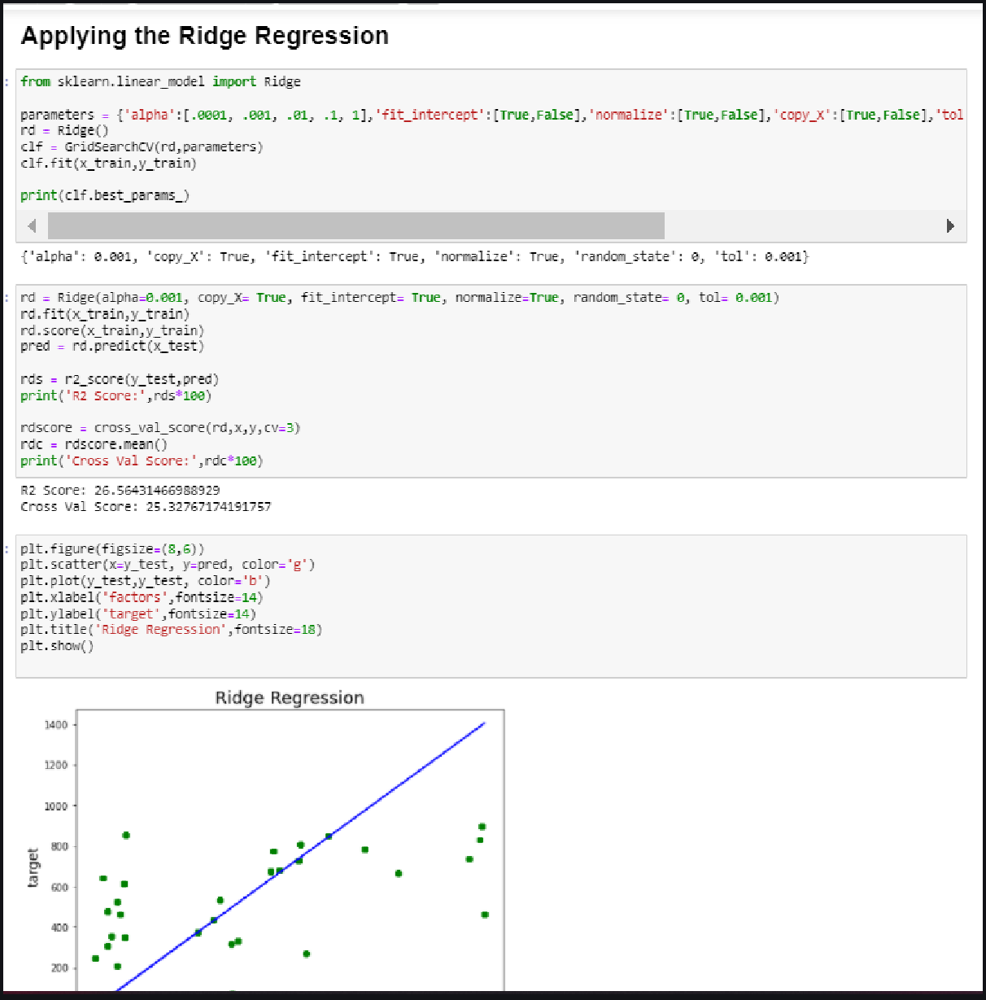 Applying the Ridge Regression
: from sklearn.linear_model import Ridge
parameters = {'alpha':[.0001, .001, .01, .1, 1],'fit_intercept':[True,False],'normalize':[True,False],'copy_X':[True,False],'tol
rd = Ridge()
clf = GridSearchCV(rd,parameters)
clf.fit(x_train,y_train)
print(clf.best_params_)
{'alpha': 0.001, 'copy_X': True, 'fit_intercept': True, 'normalize': True, 'random_state': 0, 'tol': 0.001}
: rd = Ridge(alpha=0.001, copy_X= True, fit_intercept= True, normalize=True, random_state= 0, tol= 0.001)
rd.fit(x_train,y_train)
rd.score(x_train,y_train)
pred = rd.predict(x_test)
rds = r2_score(y_test,pred)
print('R2 Score:',rds*100)
rdscore = cross_val_score(rd,x,y,cv=3)
rdc = rdscore.mean()
print('Cross Val Score:',rdc*100)
R2 Score: 26.56431466988929
Cross Val Score: 25.32767174191757
: plt.figure(figsize=(8,6))
plt.scatter(x=y_test, y=pred, color='g')
plt.plot(y_test,y_test, color='b')
plt.xlabel('factors',fontsize=14)
plt.ylabel('target',fontsize=14)
plt.title('Ridge Regression',fontsize=18)
plt.show()
Ridge Regression
1400
1200
1000
800
600
400
200
target